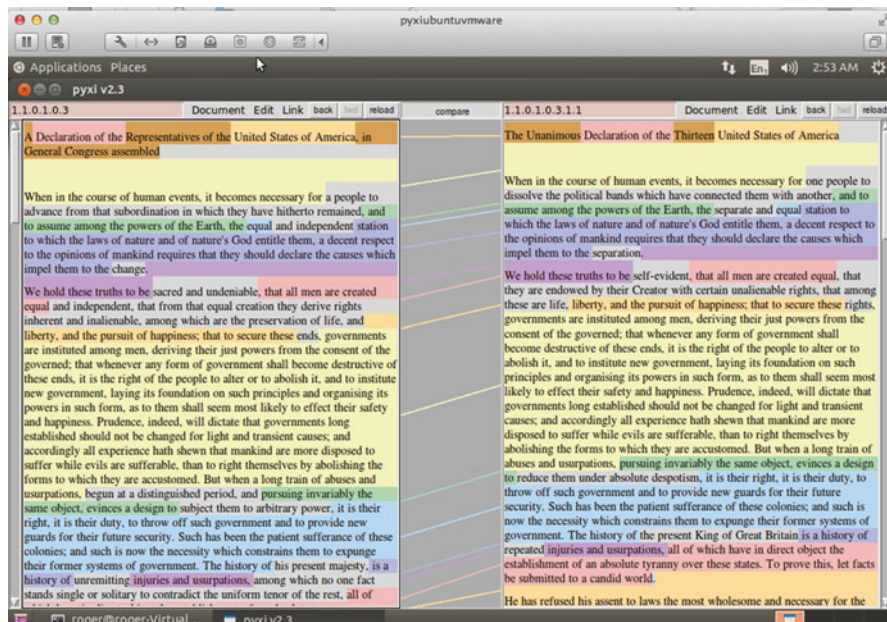 pyxiubuntuvmware
Applications Places
En 2:53 AM
pyxi v2.3
1.1.0.1.0.3 Document Edit Link back fwd reload
compare
1.1.0.1.0.3.1.1 Document Edit Link back fwd reload
A Declaration of the Representatives of the United States of America, in
General Congress assembled
When in the course of human events, it becomes necessary for a people to
advance from that subordination in which they have hitherto remained, and
to assume among the powers of the Earth, the equal and independent station
to which the laws of nature and of nature's God entitle them, a decent respect
to the opinions of mankind requires that they should declare the causes which
impel them to the change.
We hold these truths to be sacred and undeniable, that all men are created
equal and independent, that from that equal creation they derive rights
inherent and inalienable, among which are the preservation of life, and
liberty, and the pursuit of happiness; that to secure these ends, governments
are instituted among men, deriving their just powers from the consent of the
governed; that whenever any form of government shall become destructive of
these ends, it is the right of the people to alter or to abolish it, and to institute
new government, laying its foundation on such principles and organising its
powers in such form, as to them shall seem most likely to effect their safety
and happiness. Prudence, indeed, will dictate that governments long
established should not be changed for light and transient causes; and
accordingly all experience hath shewn that mankind are more disposed to
suffer while evils are sufferable, than to right themselves by abolishing the
forms to which they are accustomed. But when a long train of abuses and
usurpations, begun at a distinguished period, and pursuing invariably the
same object, evinces a design to subject them to arbitrary power, it is their
right, it is their duty, to throw off such government and to provide new
guards for their future security. Such has been the patient sufferance of these
colonies; and such is now the necessity which constrains them to expunge
their former systems of government. The history of his present majesty, is a
history of unremitting injuries and usurpations, among which no one fact
stands single or solitary to contradict the uniform tenor of the rest, all of
The Unanimous Declaration of the Thirteen United States of America
When in the course of human events, it becomes necessary for one people to
dissolve the political bands which have connected them with another, and to
assume among the powers of the Earth, the separate and equal station to
which the laws of nature and of nature's God entitle them, a decent respect to
the opinions of mankind requires that they should declare the causes which
impel them to the separation.
We hold these truths to be self-evident, that all men are created equal, that
they are endowed by their Creator with certain unalienable rights, that among
these are life, liberty, and the pursuit of happiness; that to secure these rights,
governments are instituted among men, deriving their just powers from the
consent of the governed; that whenever any form of government shall
become destructive of these ends, it is the right of the people to alter or to
abolish it, and to institute new government, laying its foundation on such
principles and organising its powers in such form, as to them shall seem most
likely to effect their safety and happiness. Prudence, indeed, will dictate that
governments long established should not be changed for light and transient
causes; and accordingly all experience hath shewn that mankind are more
disposed to suffer while evils are sufferable, than to right themselves by
abolishing the forms to which they are accustomed. But when a long train of
abuses and usurpations, pursuing invariably the same object, evinces a design
to reduce them under absolute despotism, it is their right, it is their duty, to
throw off such government and to provide new guards for their future
security. Such has been the patient sufferance of these colonies; and such is
now the necessity which constrains them to expunge their former systems of
government. The history of the present King of Great Britain is a history of
repeated injuries and usurpations, all of which have in direct object the
establishment of an absolute tyranny over these states. To prove this, let facts
be submitted to a candid world.
He has refused his assent to laws the most wholesome and necessary for the
roger@roger-Virtual... pyxi v2.3